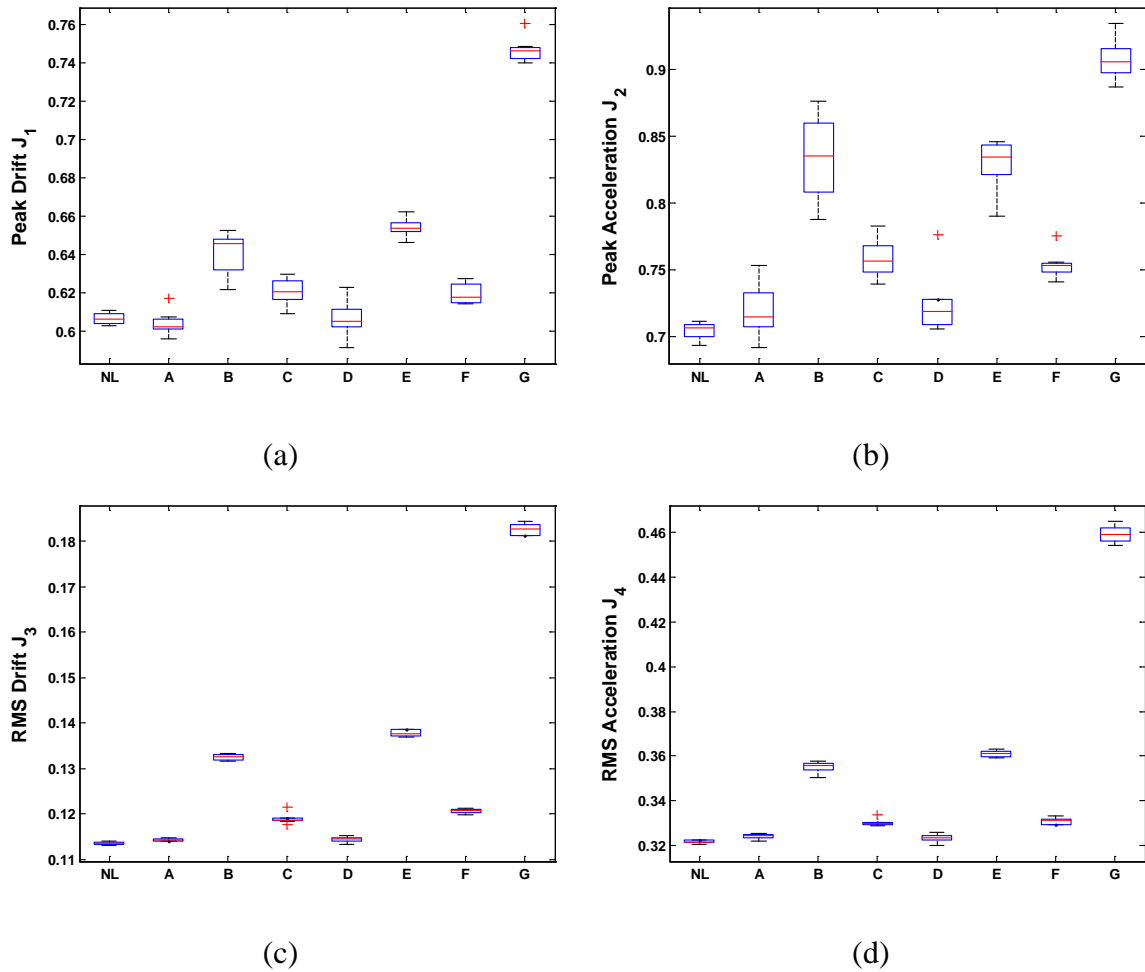 0.76
0.74
0.72
0.7
0.68
0.66
0.64
0.62
0.6
Peak Drift J1
NL A B C D E F G
(a)
0.9
0.85
0.8
0.75
0.7
Peak Acceleration J2
NL A B C D E F G
(b)
0.18
0.17
0.16
0.15
0.14
0.13
0.12
0.11
RMS Drift J3
NL A B C D E F G
(c)
0.46
0.44
0.42
0.4
0.38
0.36
0.34
0.32
RMS Acceleration J4
NL A B C D E F G
(d)